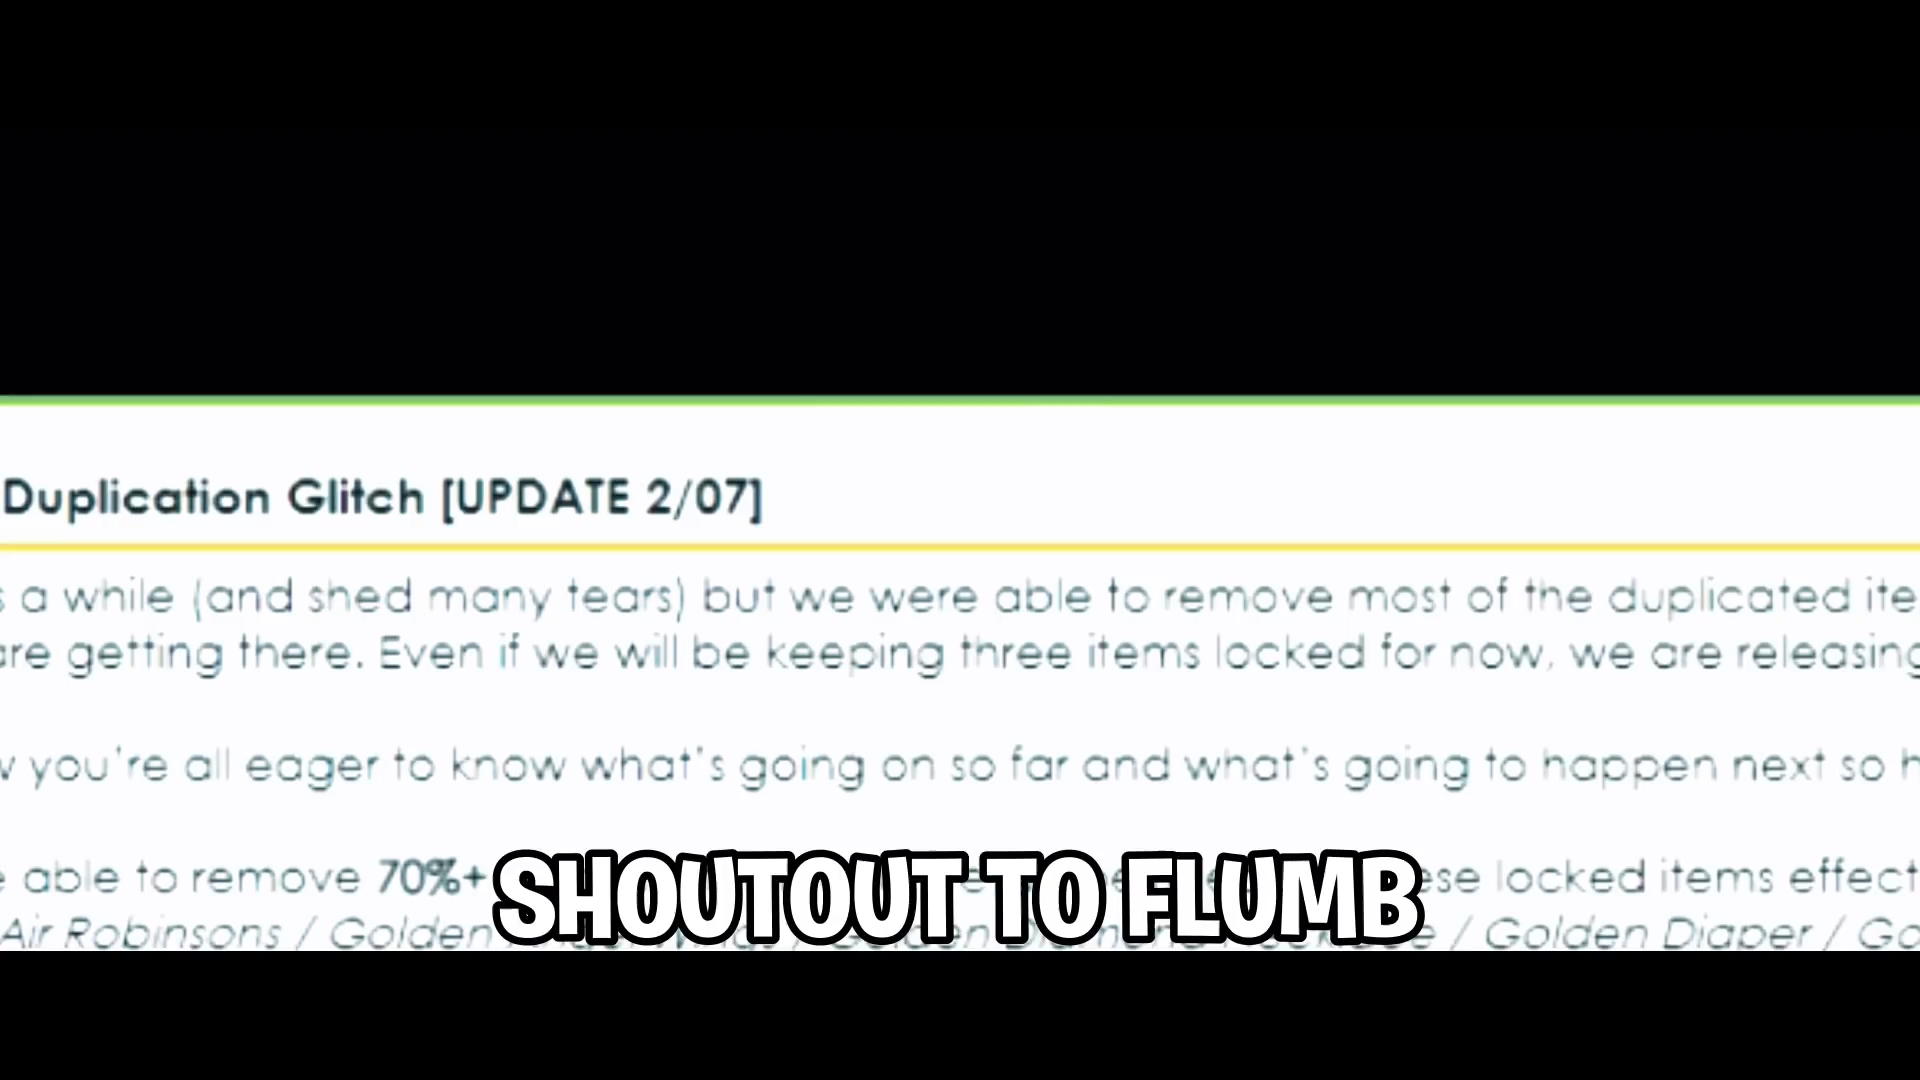 Duplication Glitch [UPDATE 2/07]
a while (and shed many tears) but we were able to remove most of the duplicated ite
are getting there. Even if we will be keeping three items locked for now, we are releasing
you're all eager to know what's going on so far and what's going to happen next so h
able to remove 70%+ ese locked items effect
SHOUTOUT TO FLUMB
Air Robinsons / Golden / Golden Diaper / Go